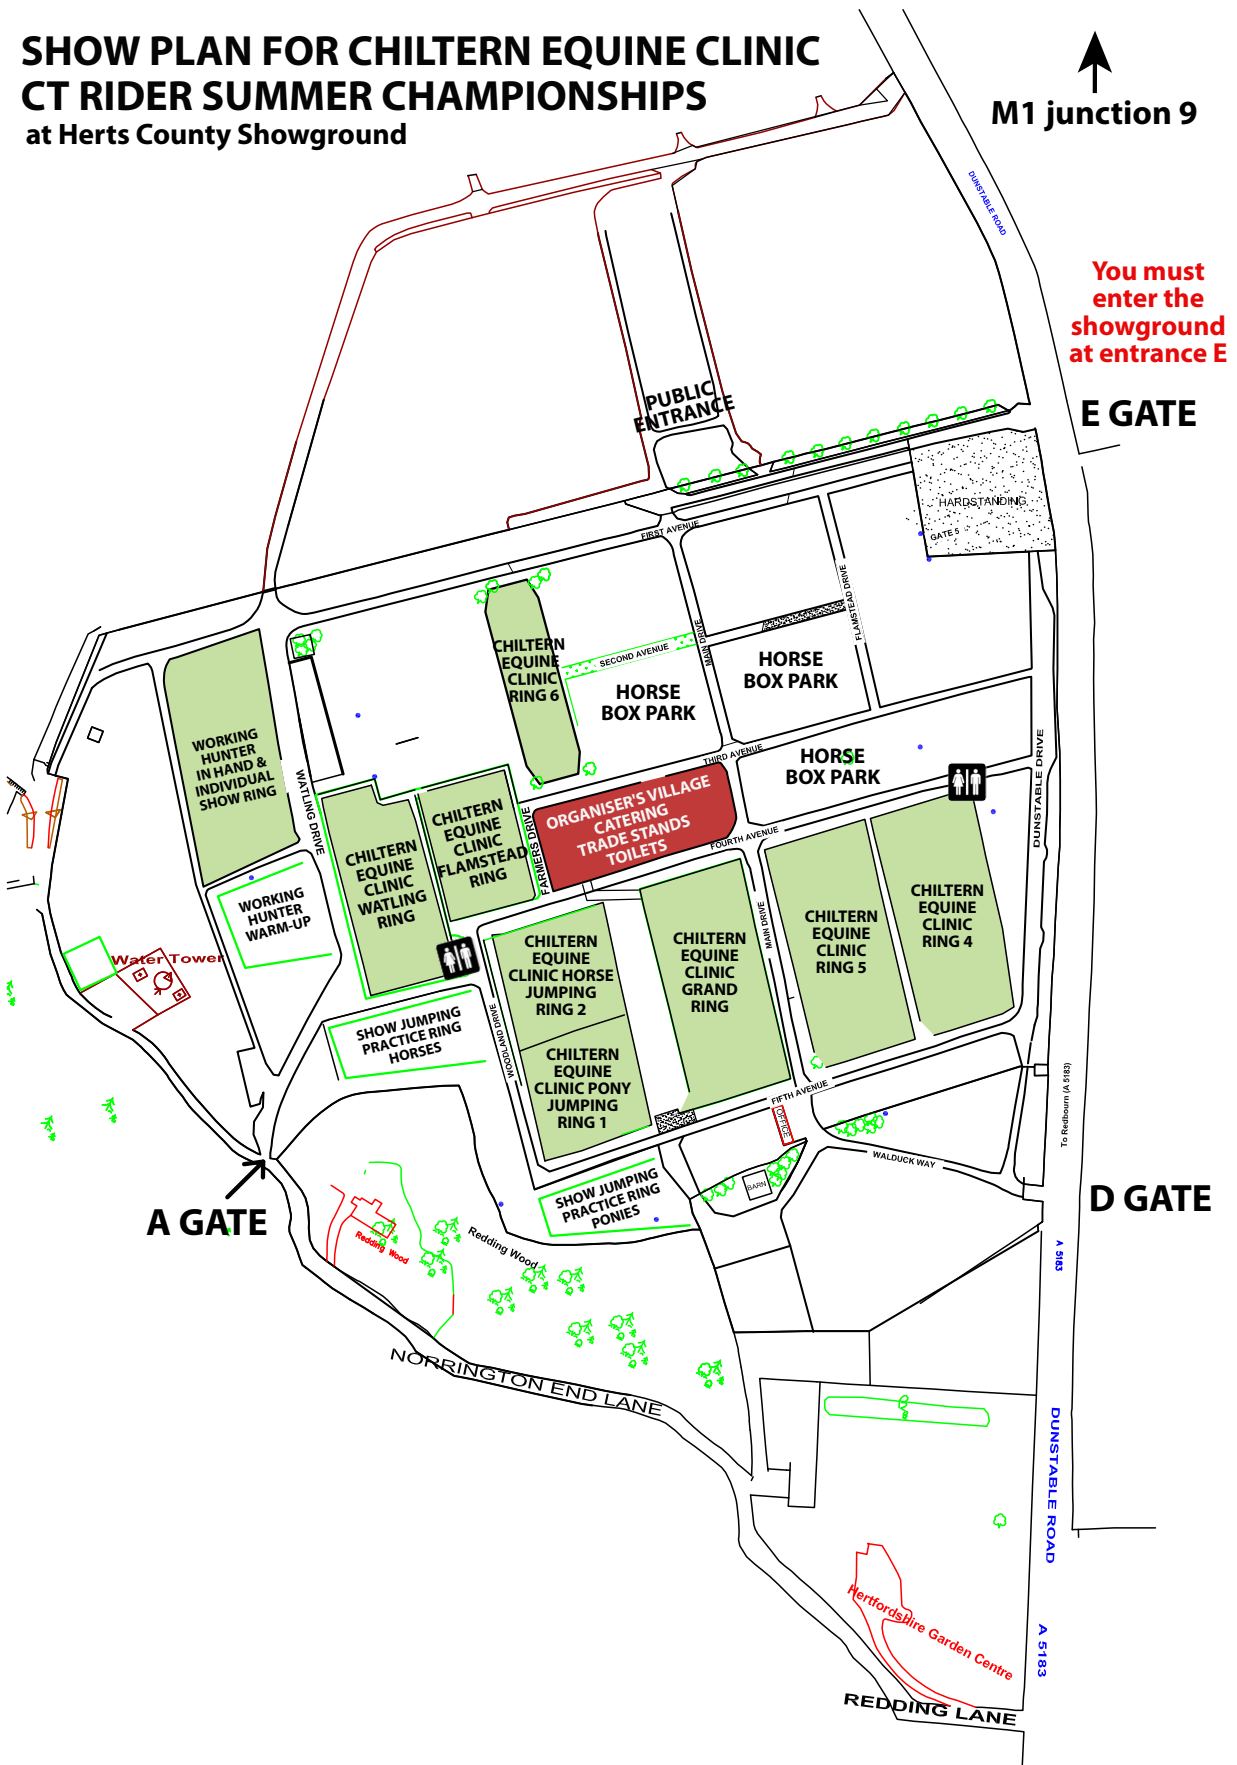 SHOW PLAN FOR CHILTERN EQUINE CLINIC
CT RIDER SUMMER CHAMPIONSHIPS
at Herts County Showground
M1 junction 9
DUNSTABLE ROAD
You must
enter the
showground
at entrance E
E GATE
PUBLIC
ENTRANCE
HARDSTANDING
GATE 5
FIRST AVENUE
FLAMSTEAD DRIVE
MAIN DRIVE
SECOND AVENUE
CHILTERN
EQUINE
CLINIC
RING 6
HORSE
BOX PARK
HORSE
BOX PARK
HORSE
BOX PARK
THIRD AVENUE
WORKING
HUNTER
IN HAND &
INDIVIDUAL
SHOW RING
WATLING DRIVE
DUNSTABLE DRIVE
ORGANISER'S VILLAGE
CATERING
TRADE STANDS
TOILETS
FARMERS DRIVE
CHILTERN
EQUINE
CLINIC
FLAMSTEAD
RING
CHILTERN
EQUINE
CLINIC
WATLING
RING
FOURTH AVENUE
WORKING
HUNTER
WARM-UP
MAIN DRIVE
CHILTERN
EQUINE
CLINIC
RING 4
CHILTERN
EQUINE
CLINIC
RING 5
CHILTERN
EQUINE
CLINIC
GRAND
RING
CHILTERN
EQUINE
CLINIC HORSE
JUMPING
RING 2
Water Tower
SHOW JUMPING
PRACTICE RING
HORSES
WOODLAND DRIVE
CHILTERN
EQUINE
CLINIC PONY
JUMPING
RING 1
FIFTH AVENUE
OFFICE
To Redbourn (A 5183)
WALDUCK WAY
BARN
SHOW JUMPING
PRACTICE RING
PONIES
D GATE
A GATE
Redding Wood
Redding Wood
A 5183
NORRINGTON END LANE
DUNSTABLE ROAD
Hertfordshire Garden Centre
A 5183
REDDING LANE